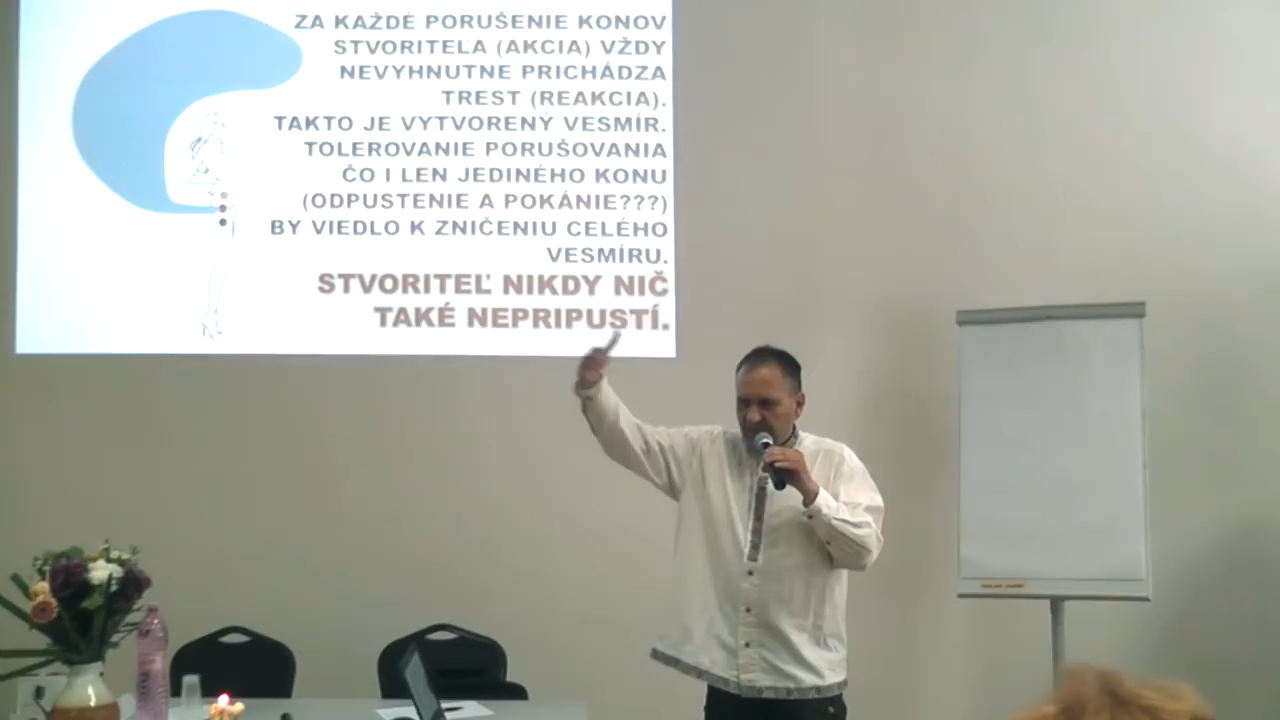 ZA KAŽDÉ PORUŠENIE KONOV
STVORITEĽA (AKCIA) VŽDY
NEVYHNUTNE PRICHÁDZA
TREST (REAKCIA).
TAKTO JE VYTVORENÝ VESMÍR.
TOLEROVANIE PORUŠOVANIA
ČO I LEN JEDINÉHO KONU
(ODPUSTENIE A POKÁNIE???)
BY VIEDLO K ZNIČENIU CELÉHO
VESMÍRU.
STVORITEĽ NIKDY NIČ
TAKÉ NEPRIPUSTÍ.